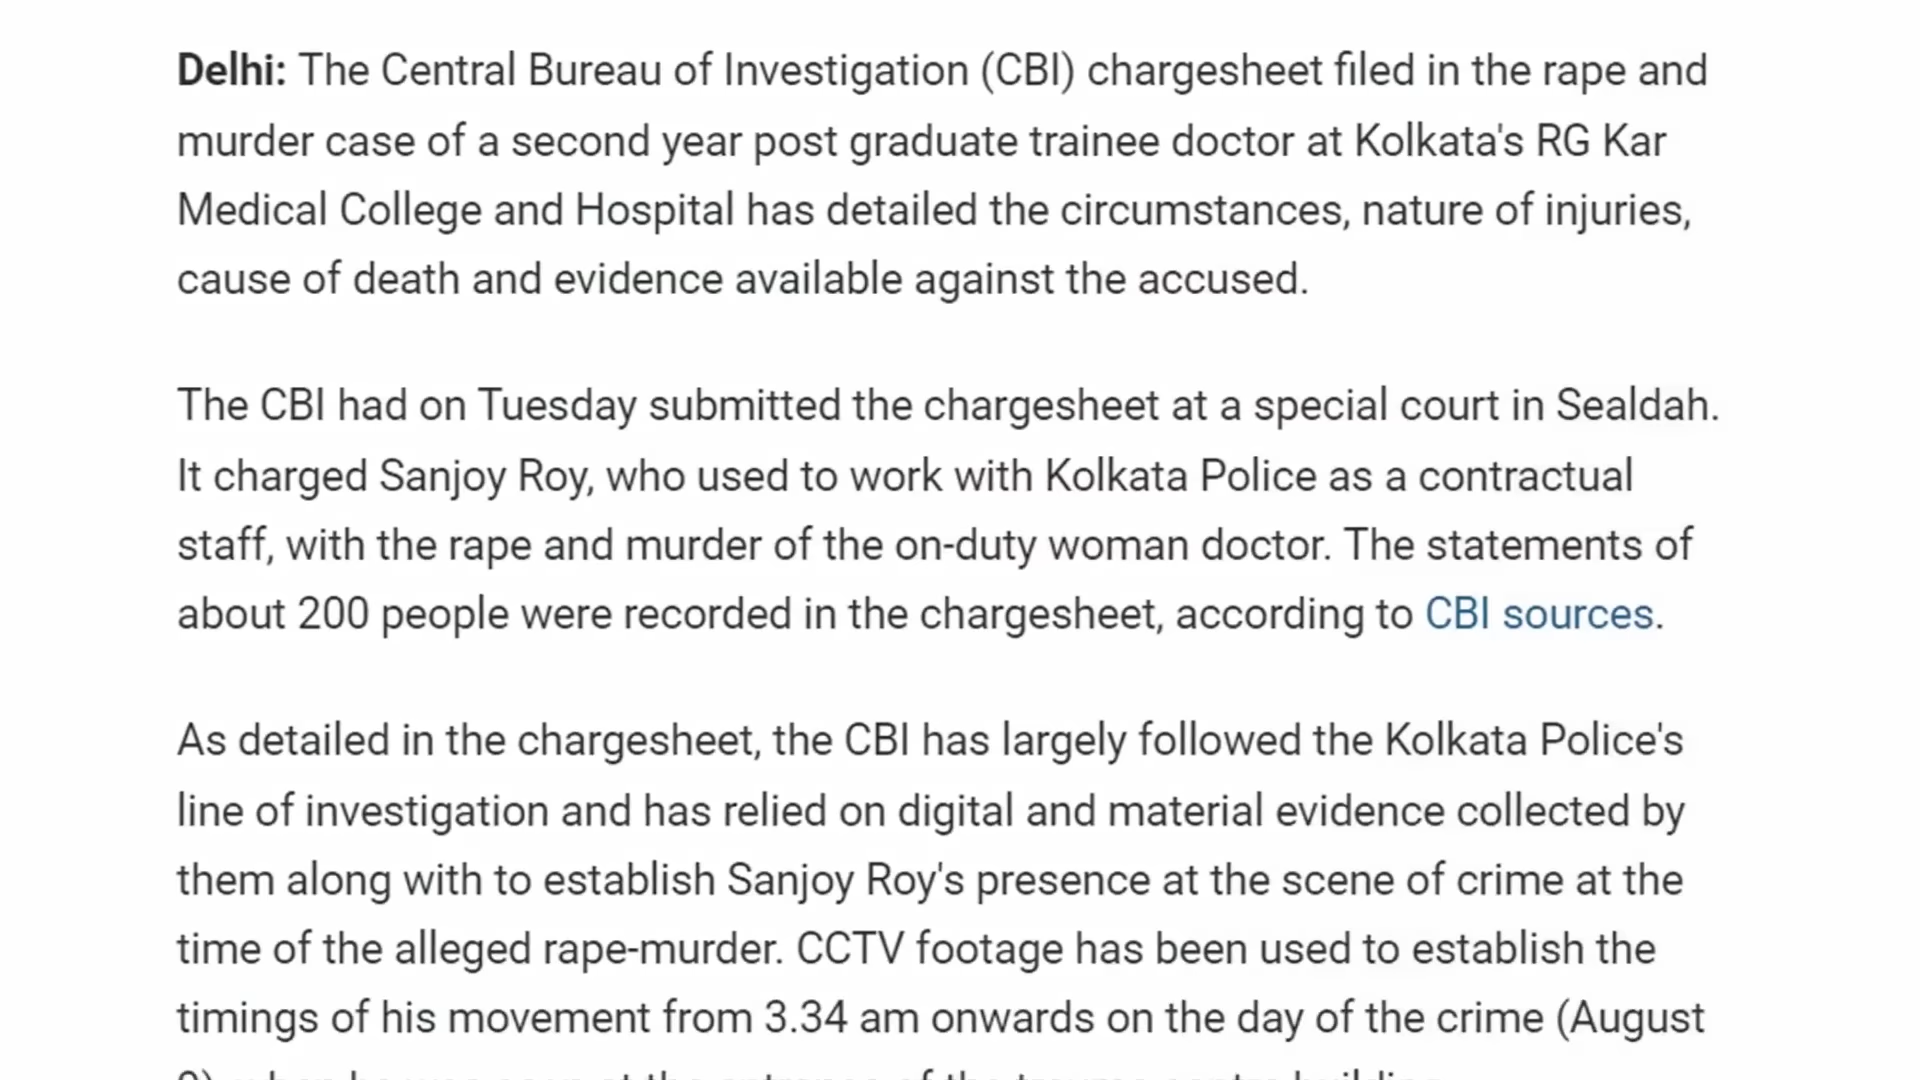 Delhi: The Central Bureau of Investigation (CBI) chargesheet filed in the rape and
murder case of a second year post graduate trainee doctor at Kolkata's RG Kar
Medical College and Hospital has detailed the circumstances, nature of injuries,
cause of death and evidence available against the accused.
The CBI had on Tuesday submitted the chargesheet at a special court in Sealdah.
It charged Sanjoy Roy, who used to work with Kolkata Police as a contractual
staff, with the rape and murder of the on-duty woman doctor. The statements of
about 200 people were recorded in the chargesheet, according to CBI sources.
As detailed in the chargesheet, the CBI has largely followed the Kolkata Police's
line of investigation and has relied on digital and material evidence collected by
them along with to establish Sanjoy Roy's presence at the scene of crime at the
time of the alleged rape-murder. CCTV footage has been used to establish the
timings of his movement from 3.34 am onwards on the day of the crime (August